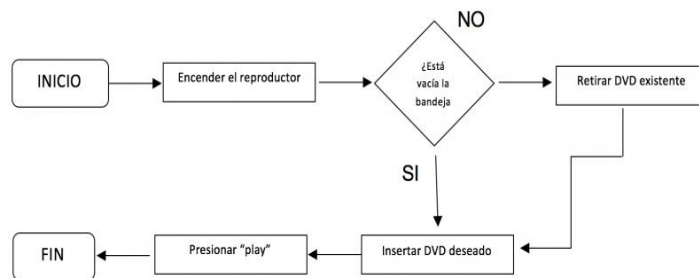 NO
INICIO
Encender el reproductor
¿Está
vacía la
bandeja
Retirar DVD existente
SI
FIN
Presionar “play”
Insertar DVD deseado